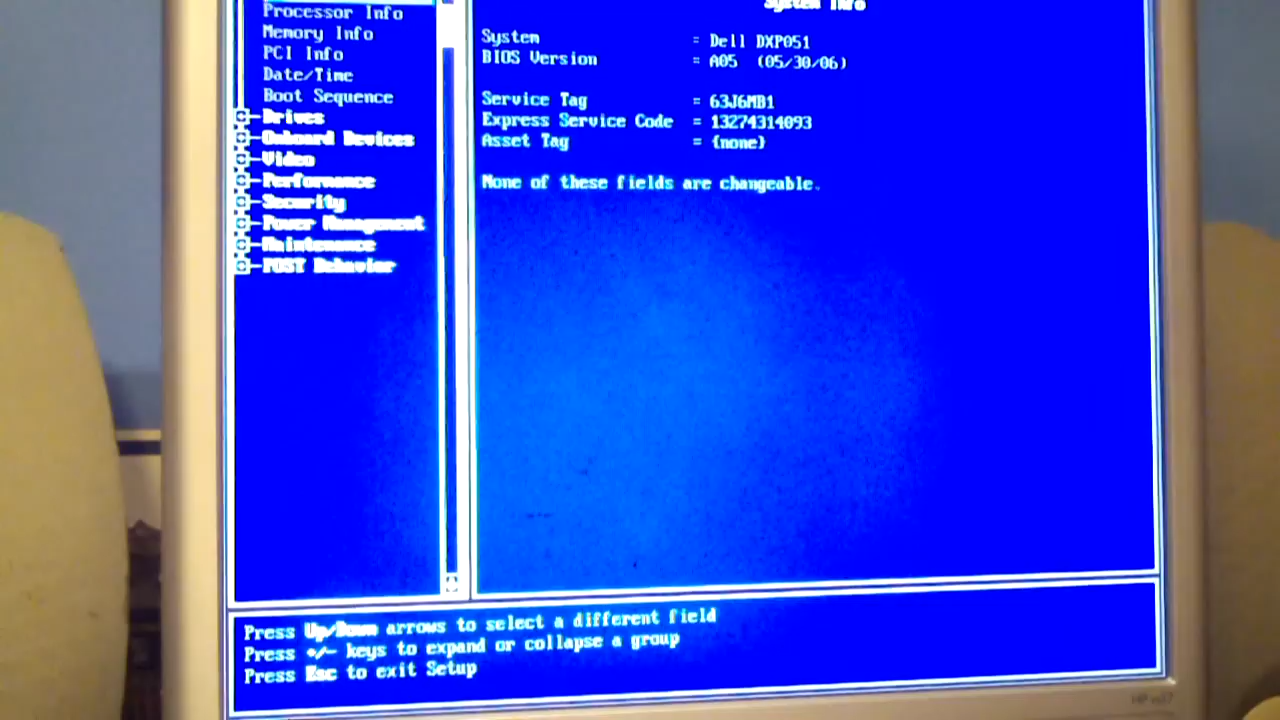 System Info
Processor Info
Memory Info
PCI Info
Date/Time
Boot Sequence
Drives
Onboard Devices
Video
Performance
Security
Power Management
Maintenance
POST Behavior
System = Dell DXP051
BIOS Version = A05 (05/30/06)
Service Tag = 63J6MB1
Express Service Code = 13274314093
Asset Tag = {none}
None of these fields are changeable.
Press Up/Down arrows to select a different field
Press +/- keys to expand or collapse a group
Press Esc to exit Setup